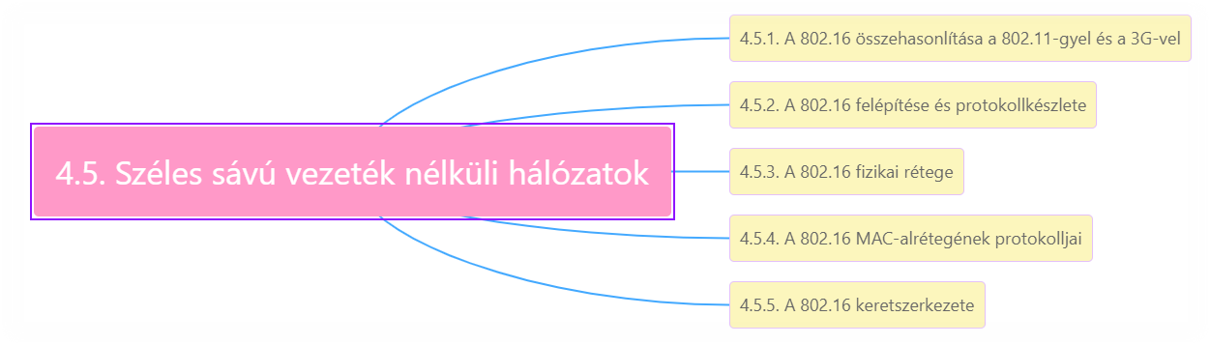 4.5. Széles sávú vezeték nélküli hálózatok
4.5.1. A 802.16 összehasonlítása a 802.11-gyel és a 3G-vel
4.5.2. A 802.16 felépítése és protokollkészlete
4.5.3. A 802.16 fizikai rétege
4.5.4. A 802.16 MAC-alrétegének protokolljai
4.5.5. A 802.16 keretszerkezete